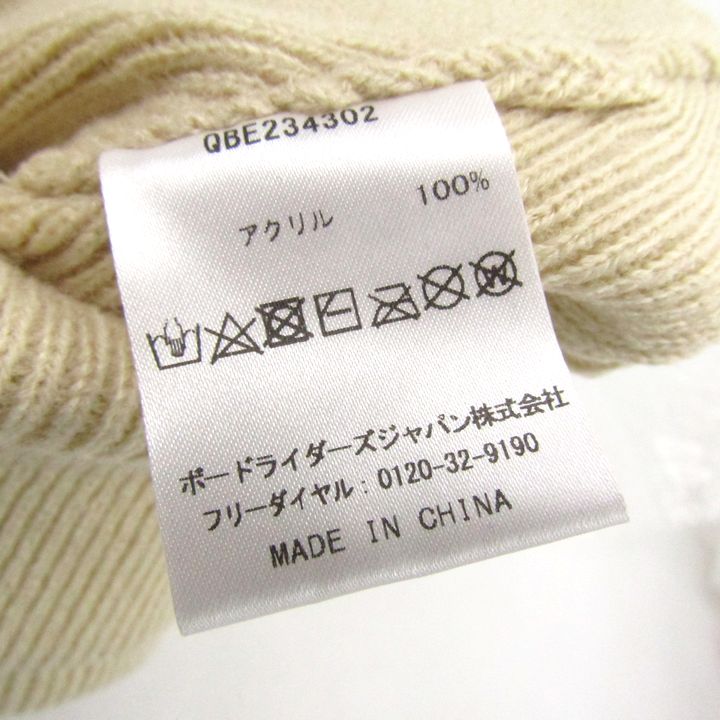 QBE234302
アクリル 100%
ボードライダーズジャパン株式会社
フリーダイヤル：0120-32-9190
MADE IN CHINA